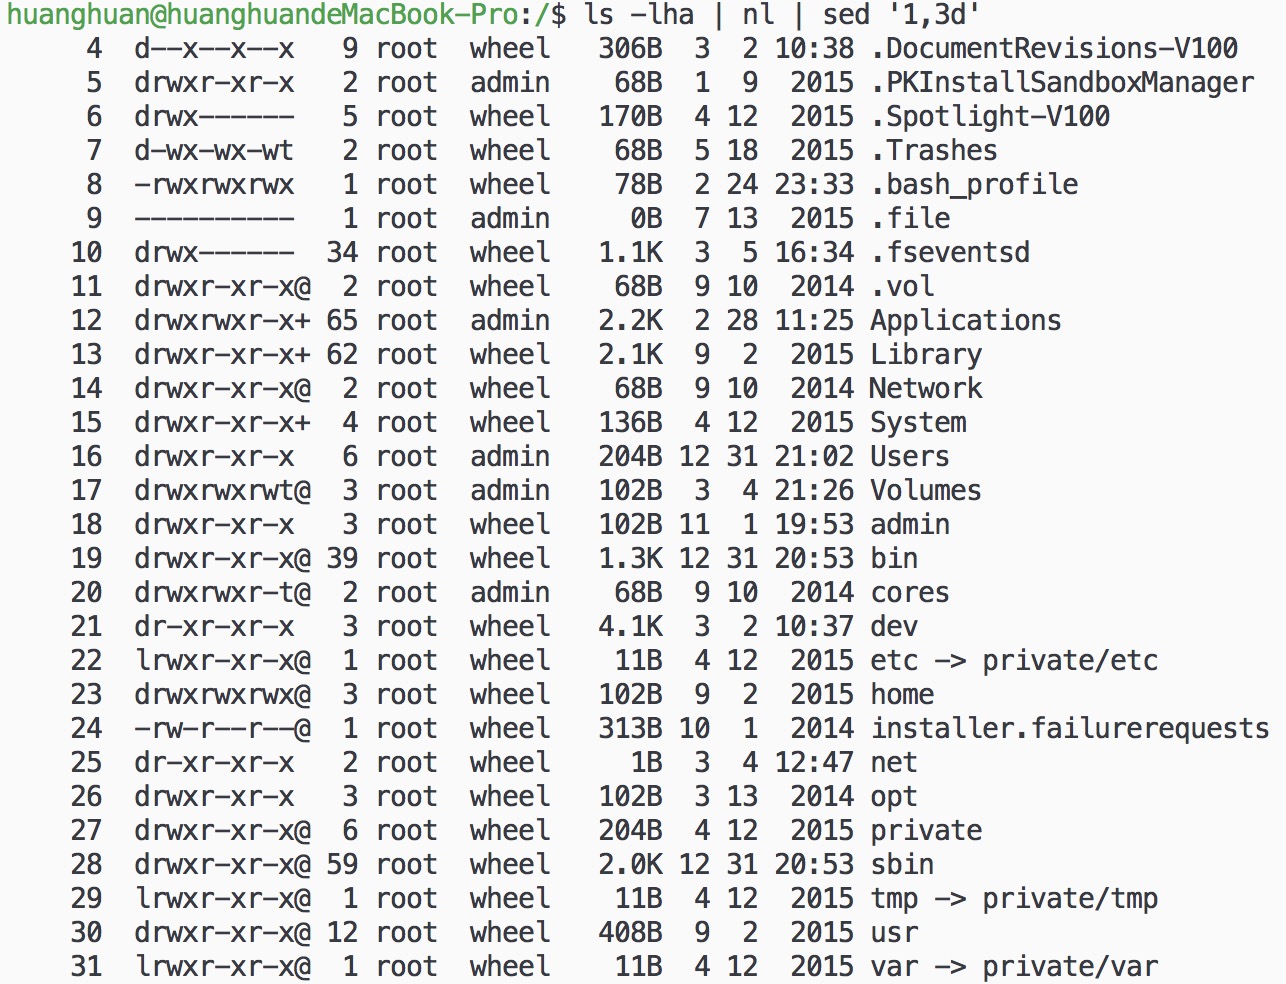 huanghuan@huanghuandeMacBook-Pro:/$ ls -lha | nl | sed '1,3d'
     4	d--x--x--x   9 root  wheel   306B  3  2 10:38 .DocumentRevisions-V100
     5	drwxr-xr-x   2 root  admin    68B  1  9  2015 .PKInstallSandboxManager
     6	drwx------   5 root  wheel   170B  4 12  2015 .Spotlight-V100
     7	d-wx-wx-wt   2 root  wheel    68B  5 18  2015 .Trashes
     8	-rwxrwxrwx   1 root  wheel    78B  2 24 23:33 .bash_profile
     9	----------   1 root  admin     0B  7 13  2015 .file
    10	drwx------  34 root  wheel   1.1K  3  5 16:34 .fseventsd
    11	drwxr-xr-x@  2 root  wheel    68B  9 10  2014 .vol
    12	drwxrwxr-x+ 65 root  admin   2.2K  2 28 11:25 Applications
    13	drwxr-xr-x+ 62 root  wheel   2.1K  9  2  2015 Library
    14	drwxr-xr-x@  2 root  wheel    68B  9 10  2014 Network
    15	drwxr-xr-x+  4 root  wheel   136B  4 12  2015 System
    16	drwxr-xr-x   6 root  admin   204B 12 31 21:02 Users
    17	drwxrwxrwt@  3 root  admin   102B  3  4 21:26 Volumes
    18	drwxr-xr-x   3 root  wheel   102B 11  1 19:53 admin
    19	drwxr-xr-x@ 39 root  wheel   1.3K 12 31 20:53 bin
    20	drwxrwxr-t@  2 root  admin    68B  9 10  2014 cores
    21	dr-xr-xr-x   3 root  wheel   4.1K  3  2 10:37 dev
    22	lrwxr-xr-x@  1 root  wheel    11B  4 12  2015 etc -> private/etc
    23	drwxrwxrwx@  3 root  wheel   102B  9  2  2015 home
    24	-rw-r--r--@  1 root  wheel   313B 10  1  2014 installer.failurerequests
    25	dr-xr-xr-x   2 root  wheel     1B  3  4 12:47 net
    26	drwxr-xr-x   3 root  wheel   102B  3 13  2014 opt
    27	drwxr-xr-x@  6 root  wheel   204B  4 12  2015 private
    28	drwxr-xr-x@ 59 root  wheel   2.0K 12 31 20:53 sbin
    29	lrwxr-xr-x@  1 root  wheel    11B  4 12  2015 tmp -> private/tmp
    30	drwxr-xr-x@ 12 root  wheel   408B  9  2  2015 usr
    31	lrwxr-xr-x@  1 root  wheel    11B  4 12  2015 var -> private/var